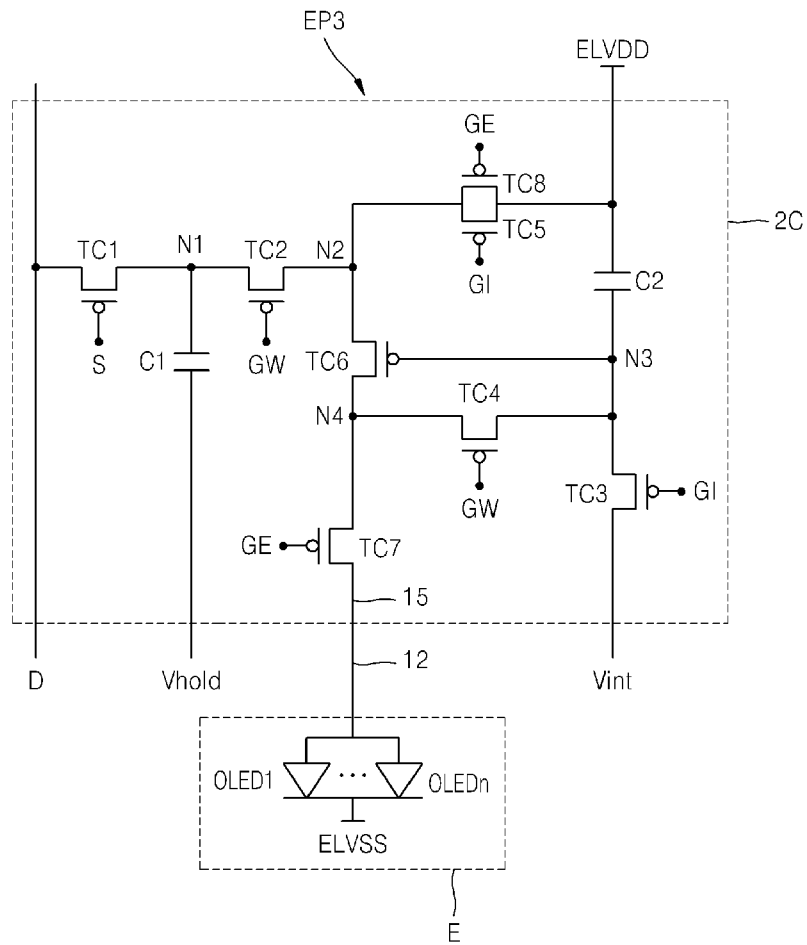 EP3
ELVDD
GE
TC8
2C
TC5
TC1
N1
TC2
N2
GI
C2
S
C1
GW
TC6
N3
TC4
N4
TC3
GI
GW
GE
TC7
15
12
D
Vhold
Vint
OLED1
OLEDn
ELVSS
E